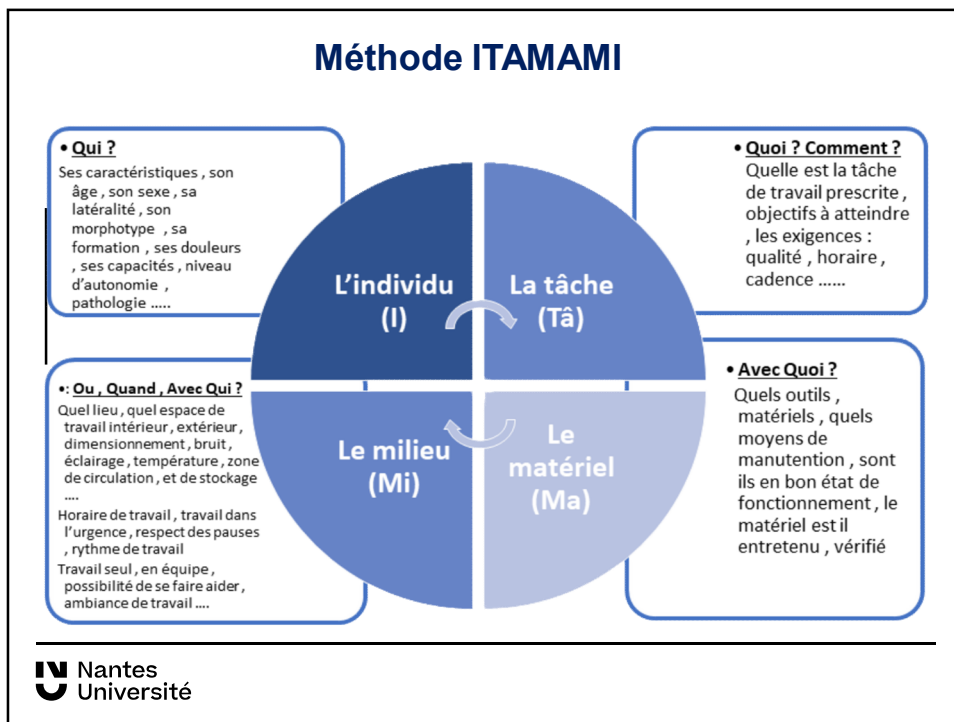 Méthode ITAMAMI
• Qui ?
Ses caractéristiques , son
âge , son sexe , sa
latéralité , son
morphotype , sa
formation , ses douleurs
, ses capacités , niveau
d'autonomie ,
pathologie .....
• Quoi ? Comment ?
Quelle est la tâche
de travail prescrite ,
objectifs à atteindre
, les exigences :
qualité , horaire ,
cadence ......
L'individu
(I)
La tâche
(Tâ)
•: Ou , Quand , Avec Qui ?
Quel lieu , quel espace de
travail intérieur , extérieur ,
dimensionnement , bruit ,
éclairage , température , zone
de circulation , et de stockage
....
Horaire de travail , travail dans
l'urgence , respect des pauses
, rythme de travail
Travail seul , en équipe ,
possibilité de se faire aider ,
ambiance de travail ....
Le milieu
(Mi)
Le
matériel
(Ma)
• Avec Quoi ?
Quels outils ,
matériels , quels
moyens de
manutention , sont
ils en bon état de
fonctionnement , le
matériel est il
entretenu , vérifié
Nantes
Université